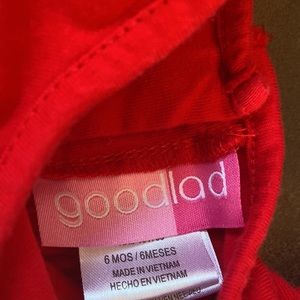 goodlad
6 MOS / 6MESES
MADE IN VIETNAM
HECHO EN VIETNAM